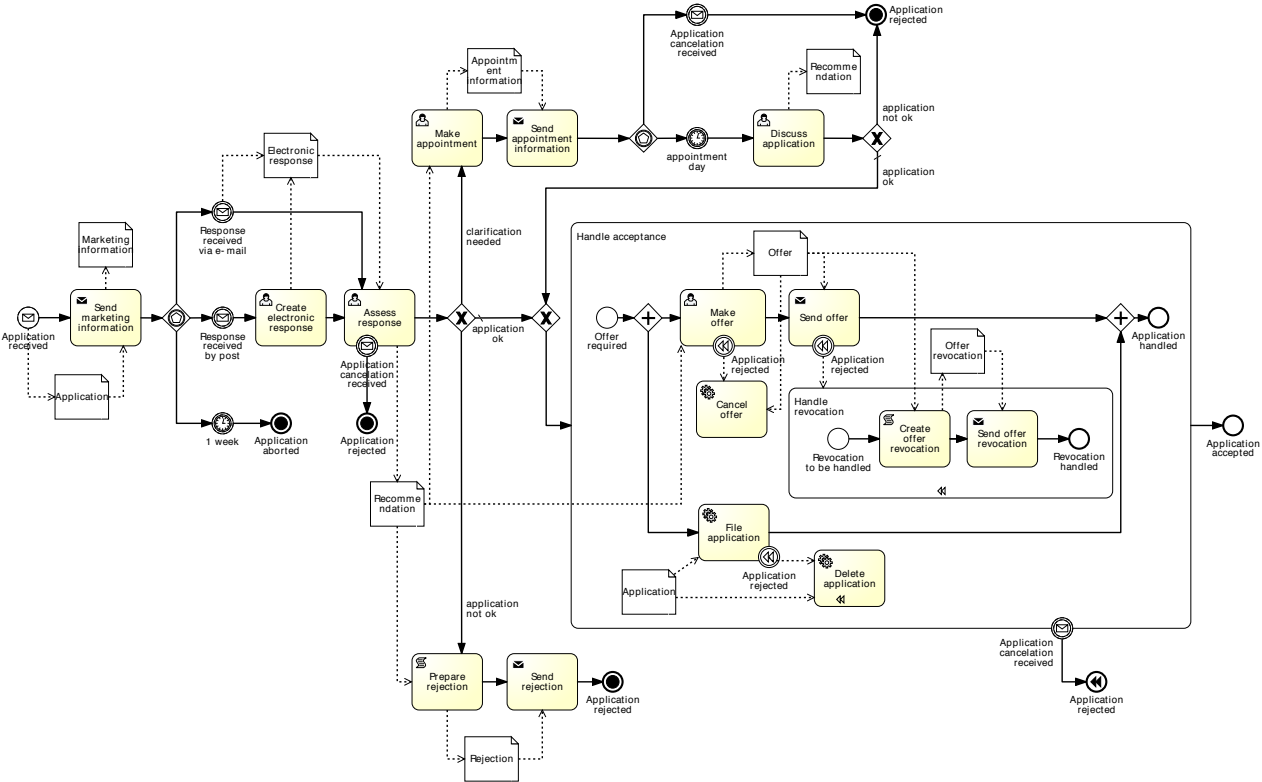 Application
rejected
Application
cancelation
received
Appointm
ent
information
Recomme
ndation
Make
appointment
Send
appointment
information
appointment
day
Discuss
application
application
not ok
application
ok
Electronic
response
Marketing
information
Response
received
via e- mail
clarification
needed
Handle acceptance
Offer
Application
received
Send
marketing
information
Response
received
by post
Create
electronic
response
Assess
response
application
ok
Offer
required
Make
offer
Send offer
Application
handled
Application
cancelation
received
Application
rejected
Application
rejected
Offer
revocation
Application
Cancel
offer
Handle
revocation
1 week
Application
aborted
Application
rejected
Revocation
to be handled
Create
offer
revocation
Send offer
revocation
Revocation
handled
Application
accepted
Recomme
ndation
File
application
Application
rejected
Application
Delete
application
application
not ok
Application
cancelation
received
Prepare
rejection
Send
rejection
Application
rejected
Application
rejected
Rejection